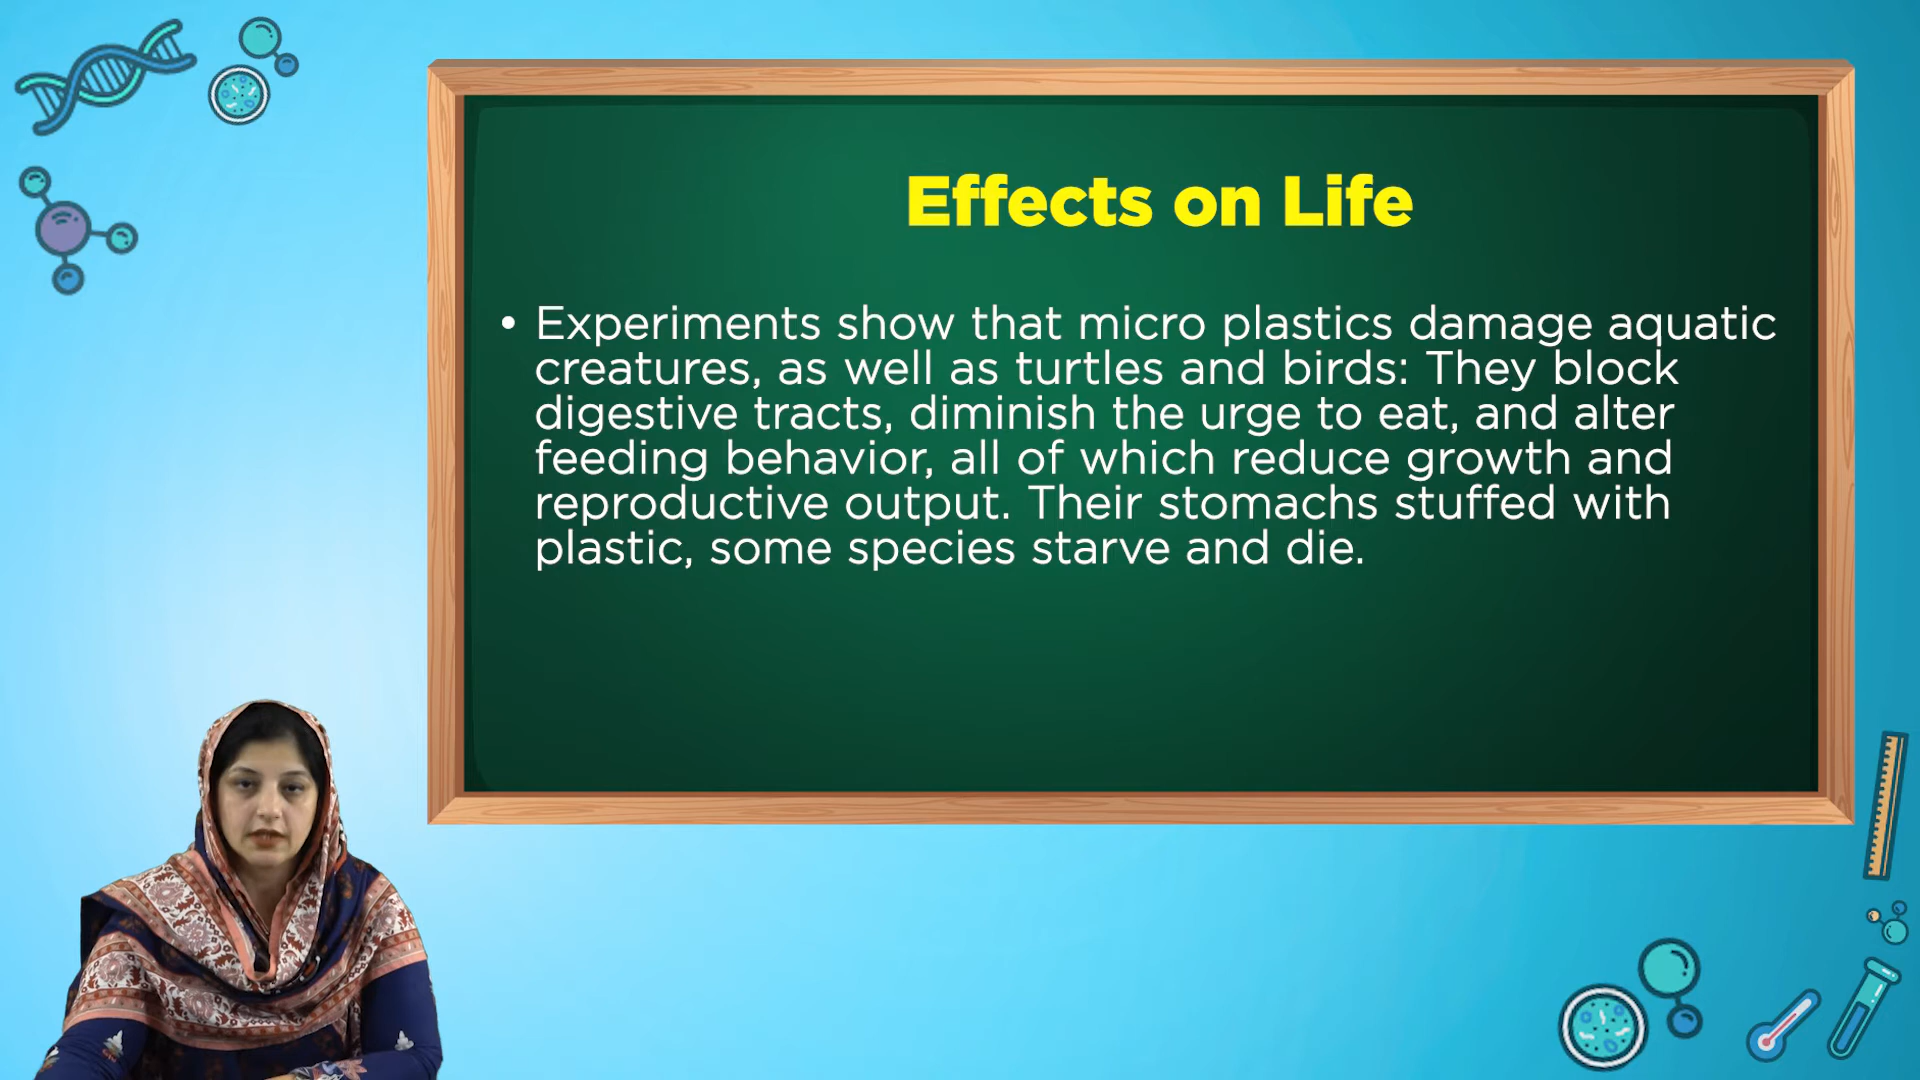 Effects on Life
• Experiments show that micro plastics damage aquatic
creatures, as well as turtles and birds: They block
digestive tracts, diminish the urge to eat, and alter
feeding behavior, all of which reduce growth and
reproductive output. Their stomachs stuffed with
plastic, some species starve and die.